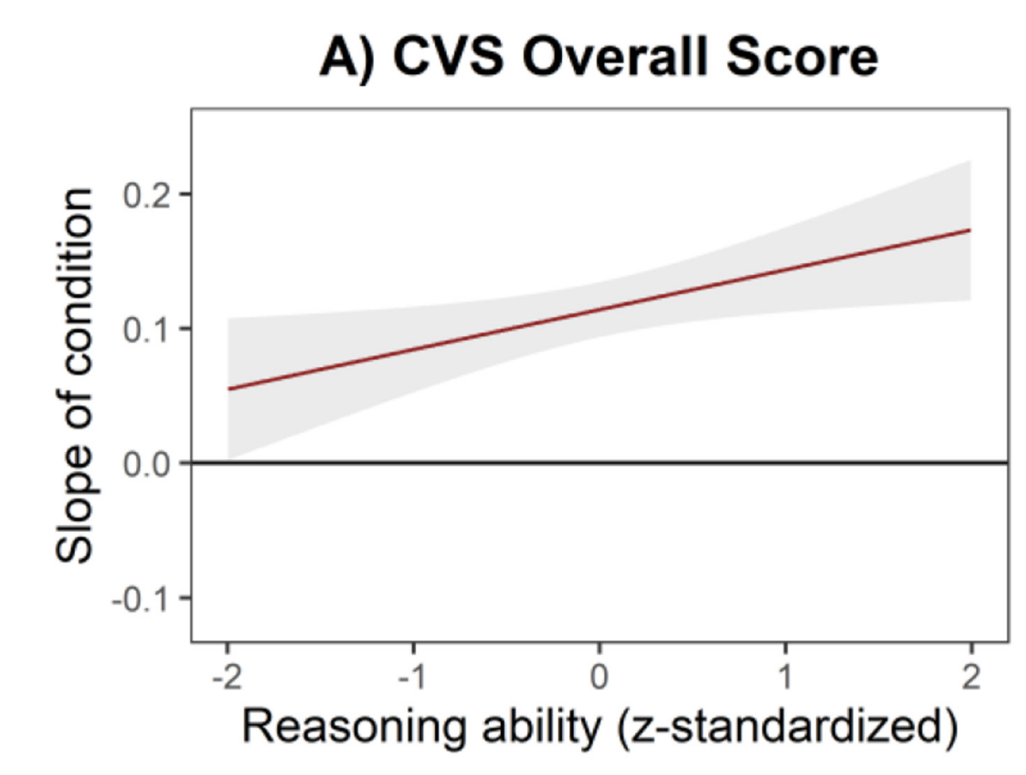 A) CVS Overall Score
Slope of condition
0.2
0.1
0.0
-0.1
-2 -1 0 1 2
Reasoning ability (z-standardized)